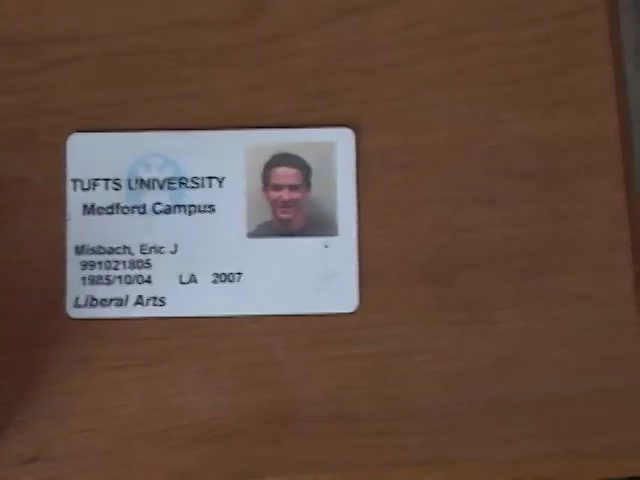 TUFTS UNIVERSITY
Medford Campus
Misbach, Eric J
991021805
1985/10/04 LA 2007
Liberal Arts